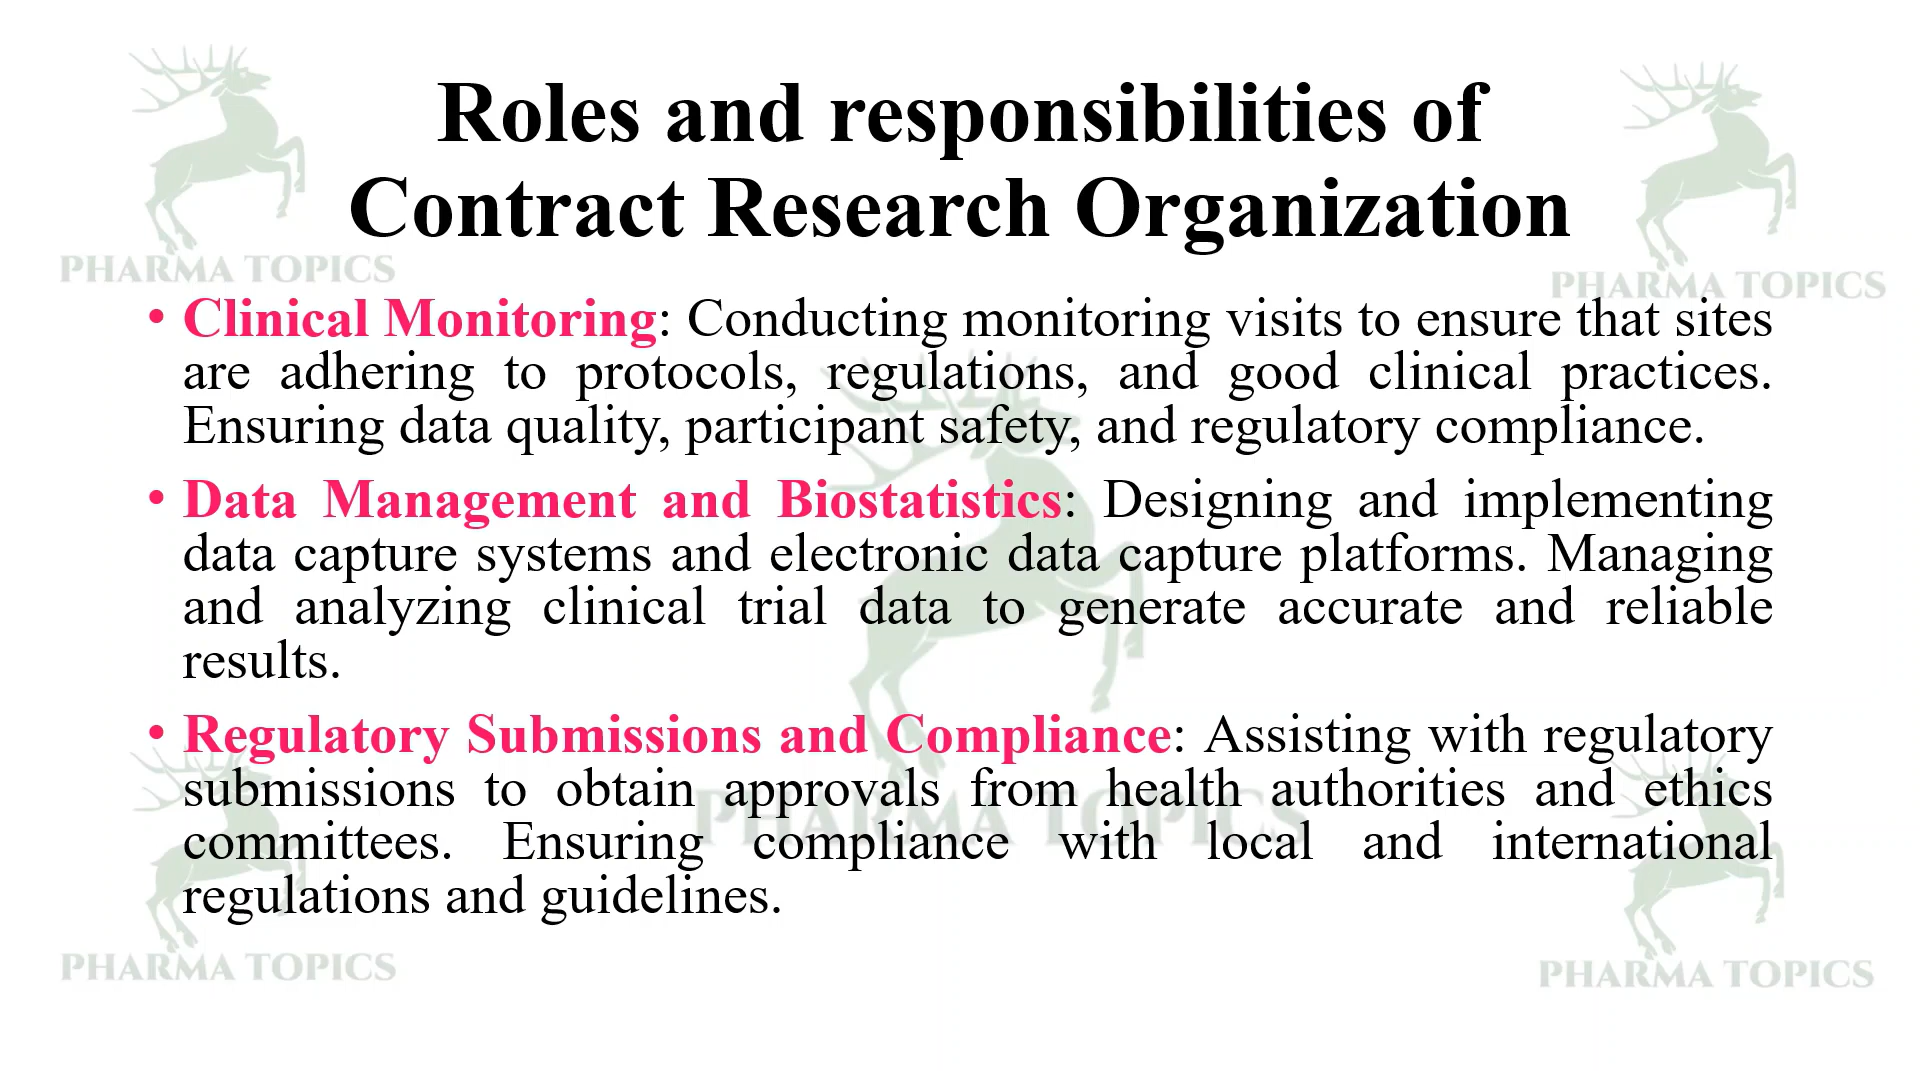 Roles and responsibilities of
Contract Research Organization
PHARMA TOPICS
PHARMA TOPICS
• Clinical Monitoring: Conducting monitoring visits to ensure that sites
are adhering to protocols, regulations, and good clinical practices.
Ensuring data quality, participant safety, and regulatory compliance.
• Data Management and Biostatistics: Designing and implementing
data capture systems and electronic data capture platforms. Managing
and analyzing clinical trial data to generate accurate and reliable
results.
• Regulatory Submissions and Compliance: Assisting with regulatory
submissions to obtain approvals from health authorities and ethics
PHARMA TOPICS
committees. Ensuring compliance with local and international
regulations and guidelines.
PHARMA TOPICS
PHARMA TOPICS